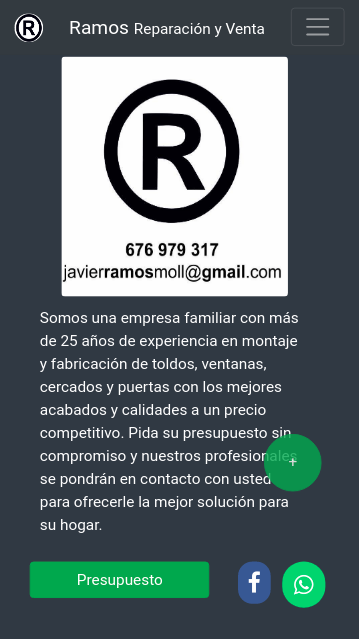 ® Ramos Reparación y Venta
®
676 979 317
javierramosmoll@gmail.com
Somos una empresa familiar con más
de 25 años de experiencia en montaje
y fabricación de toldos, ventanas,
cercados y puertas con los mejores
acabados y calidades a un precio
competitivo. Pida su presupuesto sin
compromiso y nuestros profesionales
+
se pondrán en contacto con usted
para ofrecerle la mejor solución para
su hogar.
Presupuesto
f